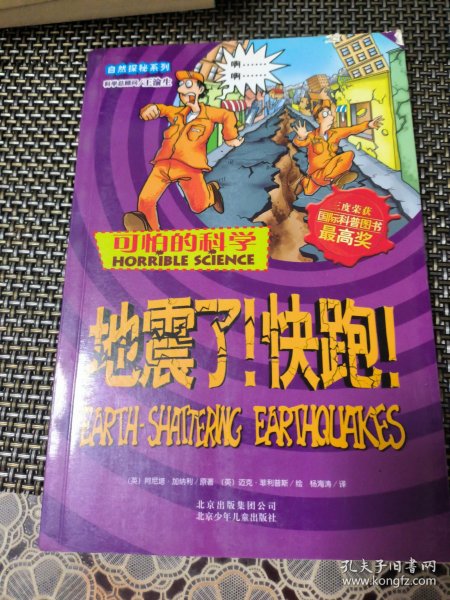 自然探秘系列
科学总顾问/王渝生
啊……
啊……
三度荣获
国际科普图书
最高奖
可怕的科学
HORRIBLE SCIENCE
地震了!快跑!
EARTH-SHATTERING EARTHQUAKES
(英)阿尼塔·加纳利/原著 (英)迈克·菲利普斯/绘 杨海涛/译
北京出版集团公司
北京少年儿童出版社
孔夫子旧书网
www.kongfz.com